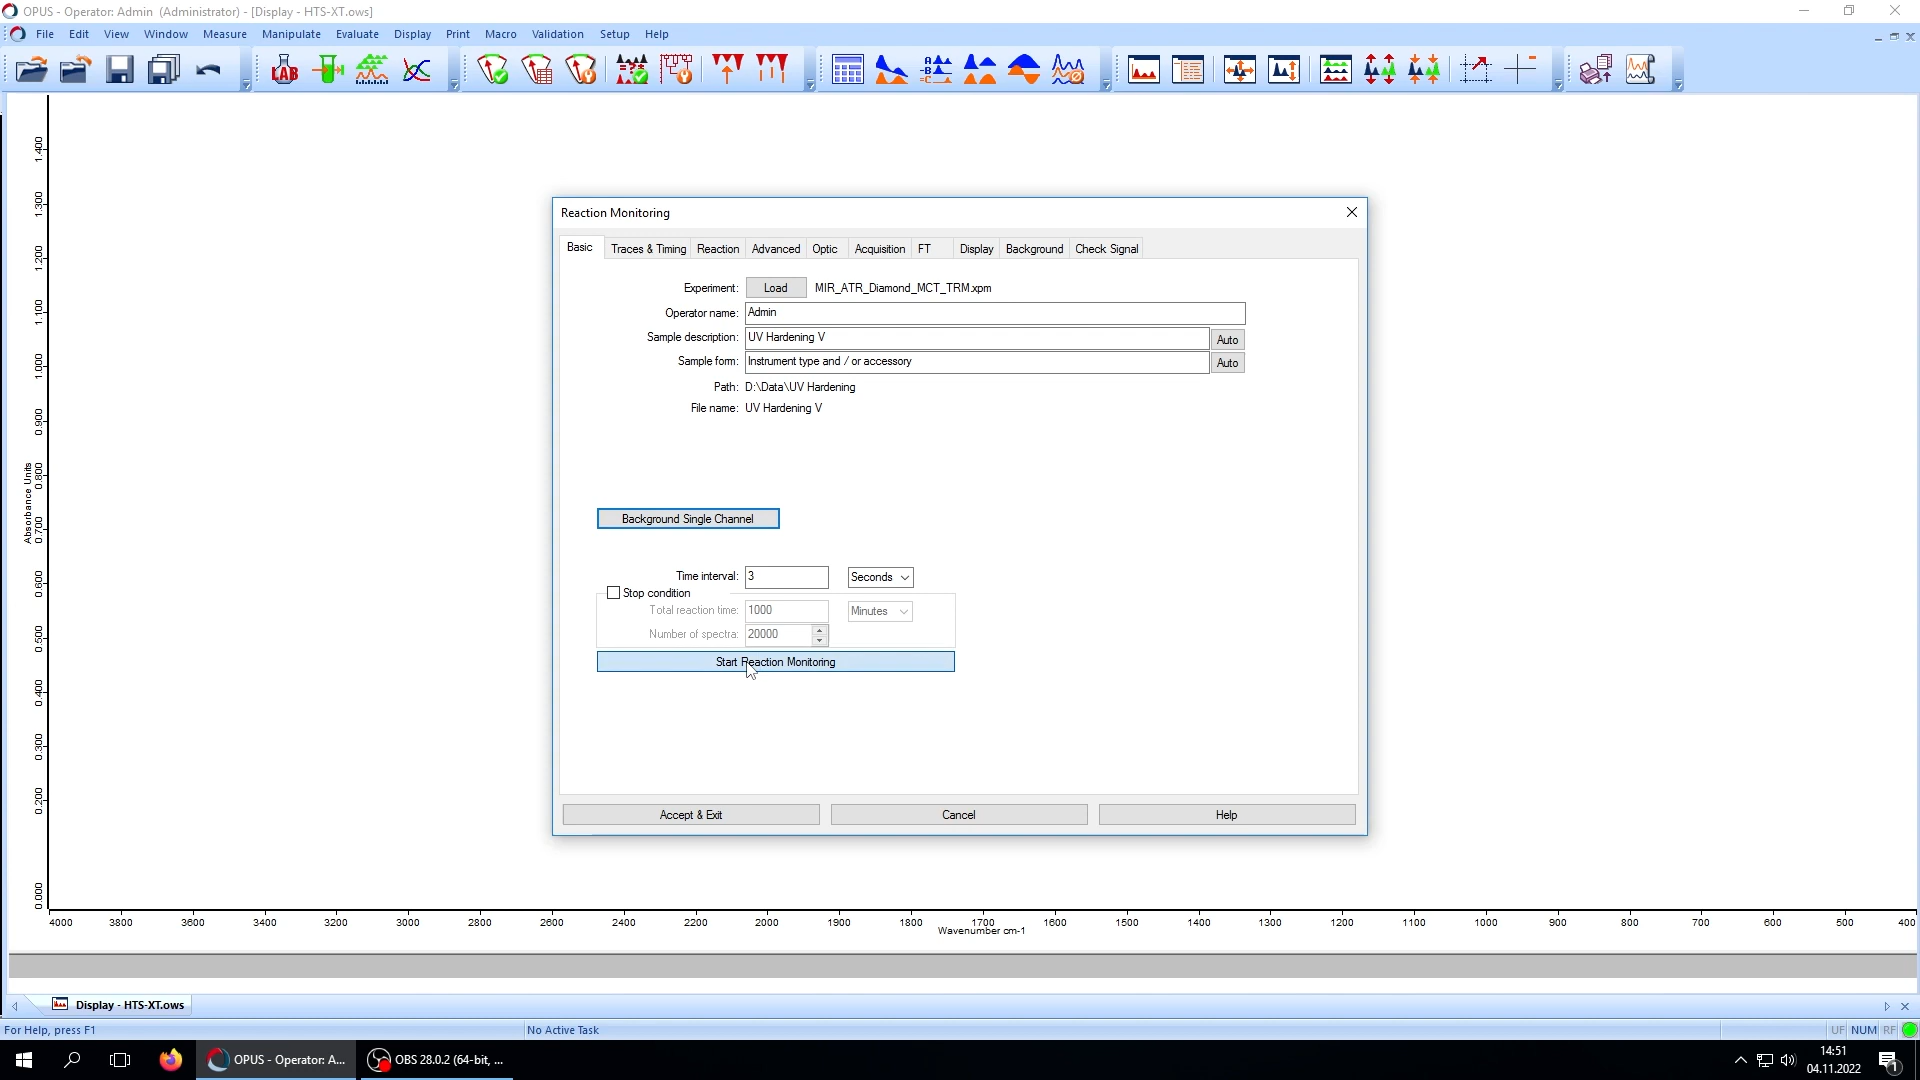 OPUS - Operator: Admin (Administrator) - [Display - HTS-XT.ows]
File Edit View Window Measure Manipulate Evaluate Display Print Macro Validation Setup Help
LAB
Reaction Monitoring
Basic Traces & Timing Reaction Advanced Optic Acquisition FT Display Background Check Signal
Experiment: Load MIR_ATR_Diamond_MCT_TRM.xpm
Operator name: Admin
Sample description: UV Hardening V Auto
Sample form: Instrument type and / or accessory Auto
Path: D:\Data\UV Hardening
File name: UV Hardening V
Background Single Channel
Time interval: 3 Seconds
Stop condition
Total reaction time: 1000 Minutes
Number of spectra: 20000
Start Reaction Monitoring
Accept & Exit Cancel Help
Absorbance Units
1.400
1.300
1.200
1.100
1.000
0.900
0.800
0.700
0.600
0.500
0.400
0.300
0.200
0.000
4000 3800 3600 3400 3200 3000 2800 2600 2400 2200 2000 1900 1800 1700 1600 1500 1400 1300 1200 1100 1000 900 800 700 600 500 400
Wavenumber cm-1
Display - HTS-XT.ows
For Help, press F1 No Active Task UF NUM RF
OPUS - Operator: A... OBS 28.0.2 (64-bit, ... 14:51
04.11.2022 1